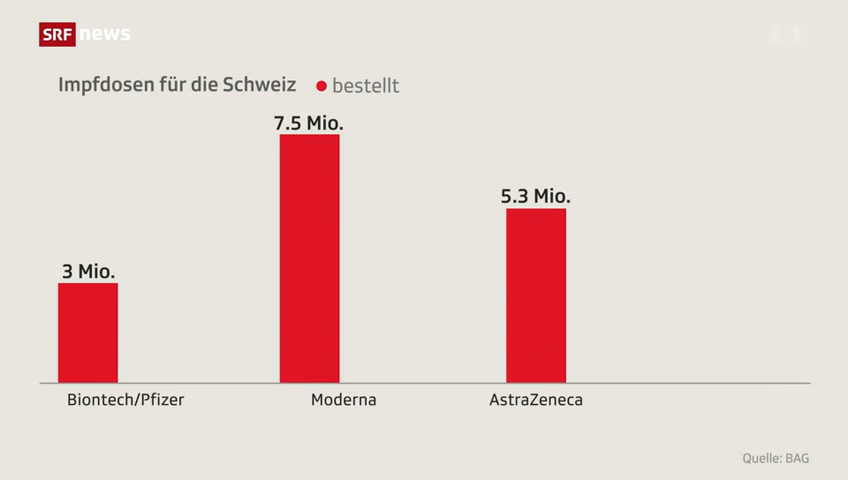 SRF news
Impfdosen für die Schweiz bestellt
7.5 Mio.
5.3 Mio.
3 Mio.
Biontech/Pfizer Moderna AstraZeneca
Quelle: BAG